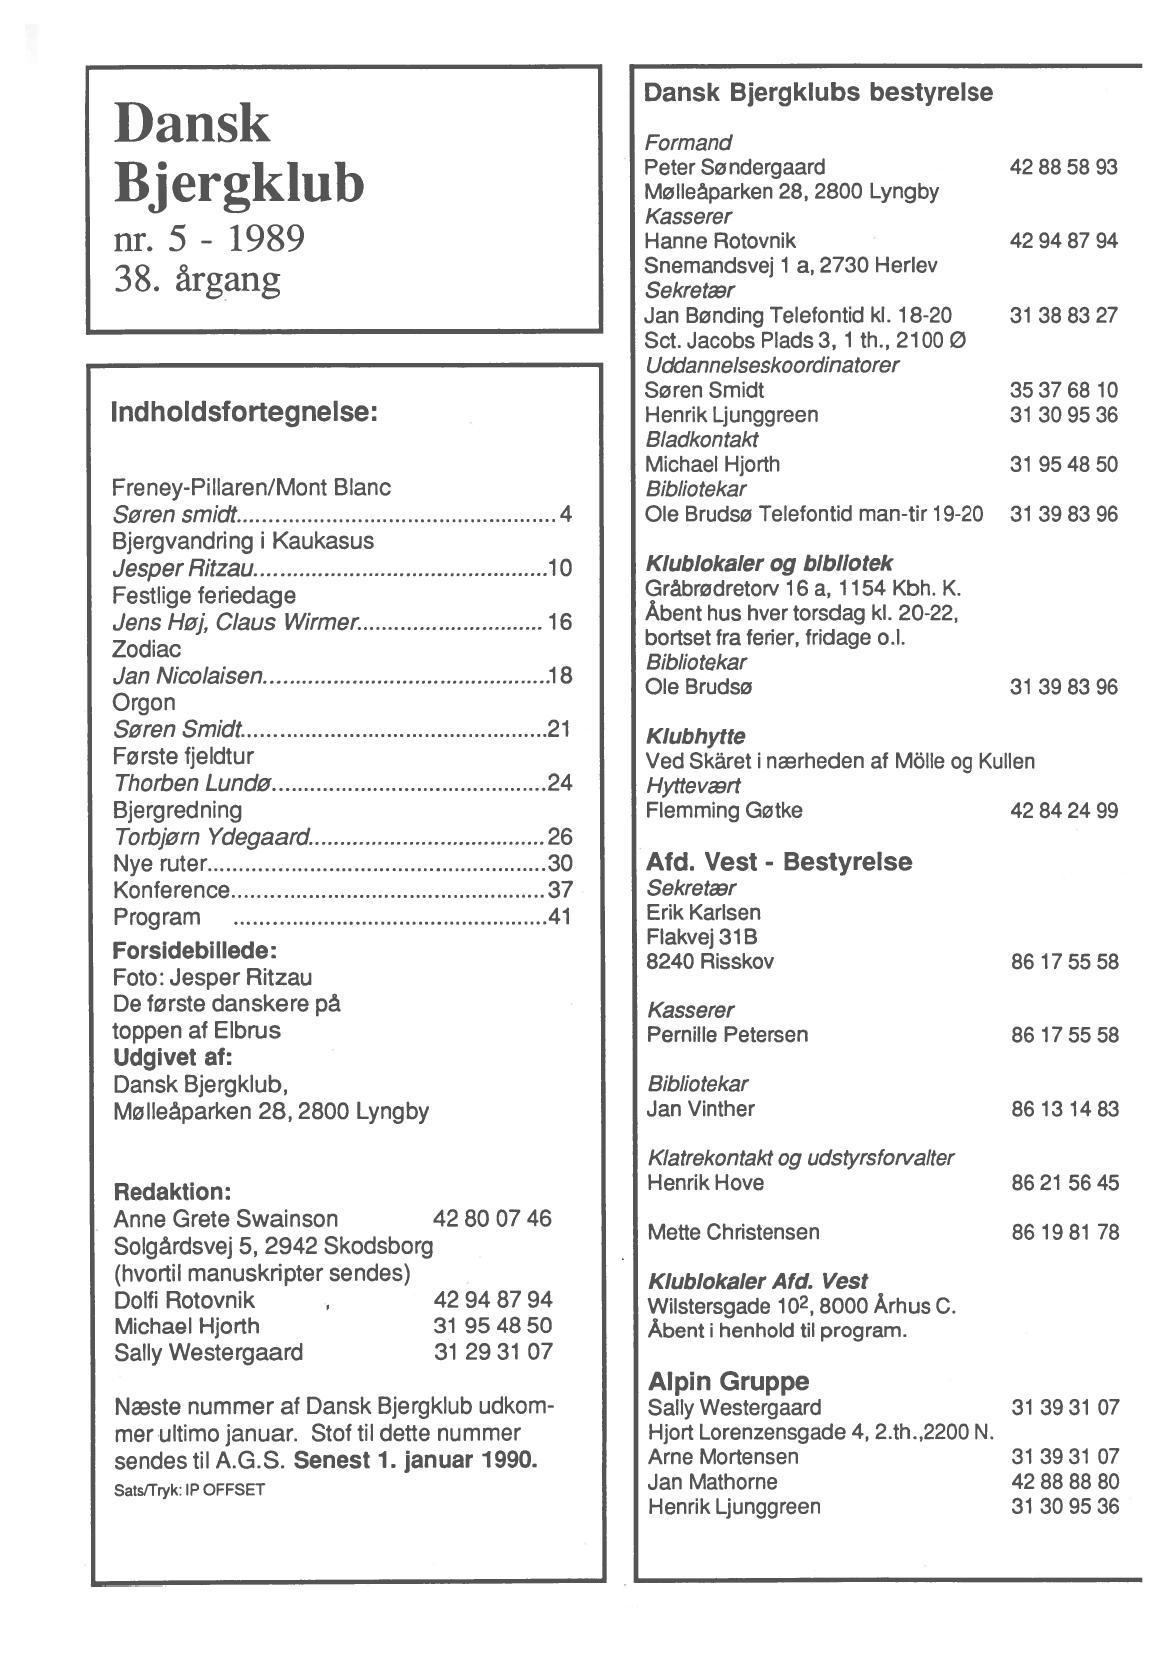 Dansk
Bjergklub
nr. 5 - 1989
38. årgang
Indholdsfortegnelse:
Freney-Pillaren/Mont Blanc
Søren smidt................................................4
Bjergvandring i Kaukasus
Jesper Ritzau............................................10
Festlige feriedage
Jens Høj, Claus Wirmer............................16
Zodiac
Jan Nicolaisen...........................................18
Orgon
Søren Smidt..............................................21
Første fjeldtur
Thorben Lundø.........................................24
Bjergredning
Torbjørn Ydegaard...................................26
Nye ruter...................................................30
Konference...............................................37
Program ...............................................41
Forsidebillede:
Foto: Jesper Ritzau
De første danskere på
toppen af Elbrus
Udgivet af:
Dansk Bjergklub,
Mølleåparken 28, 2800 Lyngby
Redaktion:
Anne Grete Swainson 42 80 07 46
Solgårdsvej 5, 2942 Skodsborg
(hvortil manuskripter sendes)
Dolfi Rotovnik 42 94 87 94
Michael Hjorth 31 95 48 50
Sally Westergaard 31 29 31 07
Næste nummer af Dansk Bjergklub udkom-
mer ultimo januar. Stof til dette nummer
sendes til A.G.S. Senest 1. januar 1990.
Sats/Tryk: IP OFFSET
Dansk Bjergklubs bestyrelse
Formand
Peter Søndergaard 42 88 58 93
Mølleåparken 28, 2800 Lyngby
Kasserer
Hanne Rotovnik 42 94 87 94
Snemandsvej 1 a, 2730 Herlev
Sekretær
Jan Bønding Telefontid kl. 18-20 31 38 83 27
Sct. Jacobs Plads 3, 1 th., 2100 Ø
Uddannelseskoordinatorer
Søren Smidt 35 37 68 10
Henrik Ljunggreen 31 30 95 36
Bladkontakt
Michael Hjorth 31 95 48 50
Bibliotekar
Ole Brudsø Telefontid man-tir 19-20 31 39 83 96
Klublokaler og bibliotek
Gråbrødretorv 16 a, 1154 Kbh. K.
Åbent hus hver torsdag kl. 20-22,
bortset fra ferier, fridage o.l.
Bibliotekar
Ole Brudsø 31 39 83 96
Klubhytte
Ved Skäret i nærheden af Mölle og Kullen
Hyttevært
Flemming Gøtke 42 84 24 99
Afd. Vest - Bestyrelse
Sekretær
Erik Karlsen
Flakvej 31B
8240 Risskov 86 17 55 58
Kasserer
Pernille Petersen 86 17 55 58
Bibliotekar
Jan Vinther 86 13 14 83
Klatrekontakt og udstyrsforvalter
Henrik Hove 86 21 56 45
Mette Christensen 86 19 81 78
Klublokaler Afd. Vest
Wilstersgade 10², 8000 Århus C.
Åbent i henhold til program.
Alpin Gruppe
Sally Westergaard 31 39 31 07
Hjort Lorenzensgade 4, 2.th.,2200 N.
Arne Mortensen 31 39 31 07
Jan Mathorne 42 88 88 80
Henrik Ljunggreen 31 30 95 36